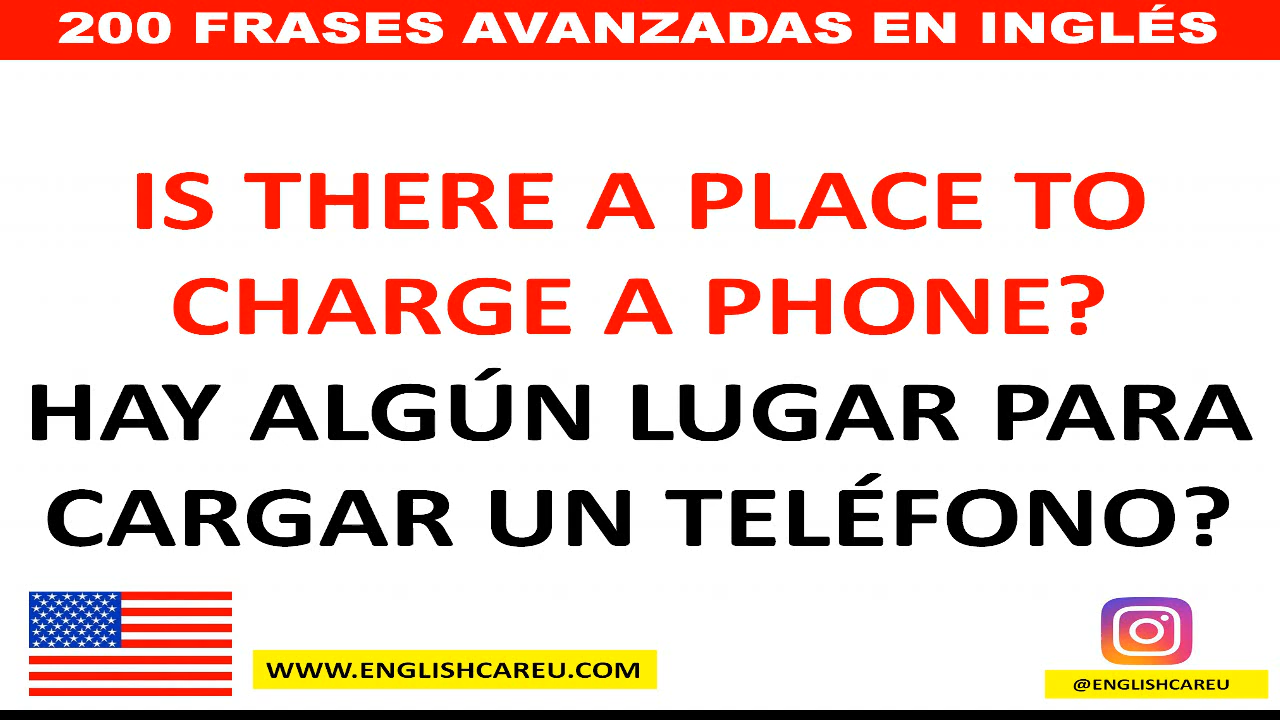 200 FRASES AVANZADAS EN INGLÉS
IS THERE A PLACE TO
CHARGE A PHONE?
HAY ALGÚN LUGAR PARA
CARGAR UN TELÉFONO?
WWW.ENGLISHCAREU.COM
@ENGLISHCAREU